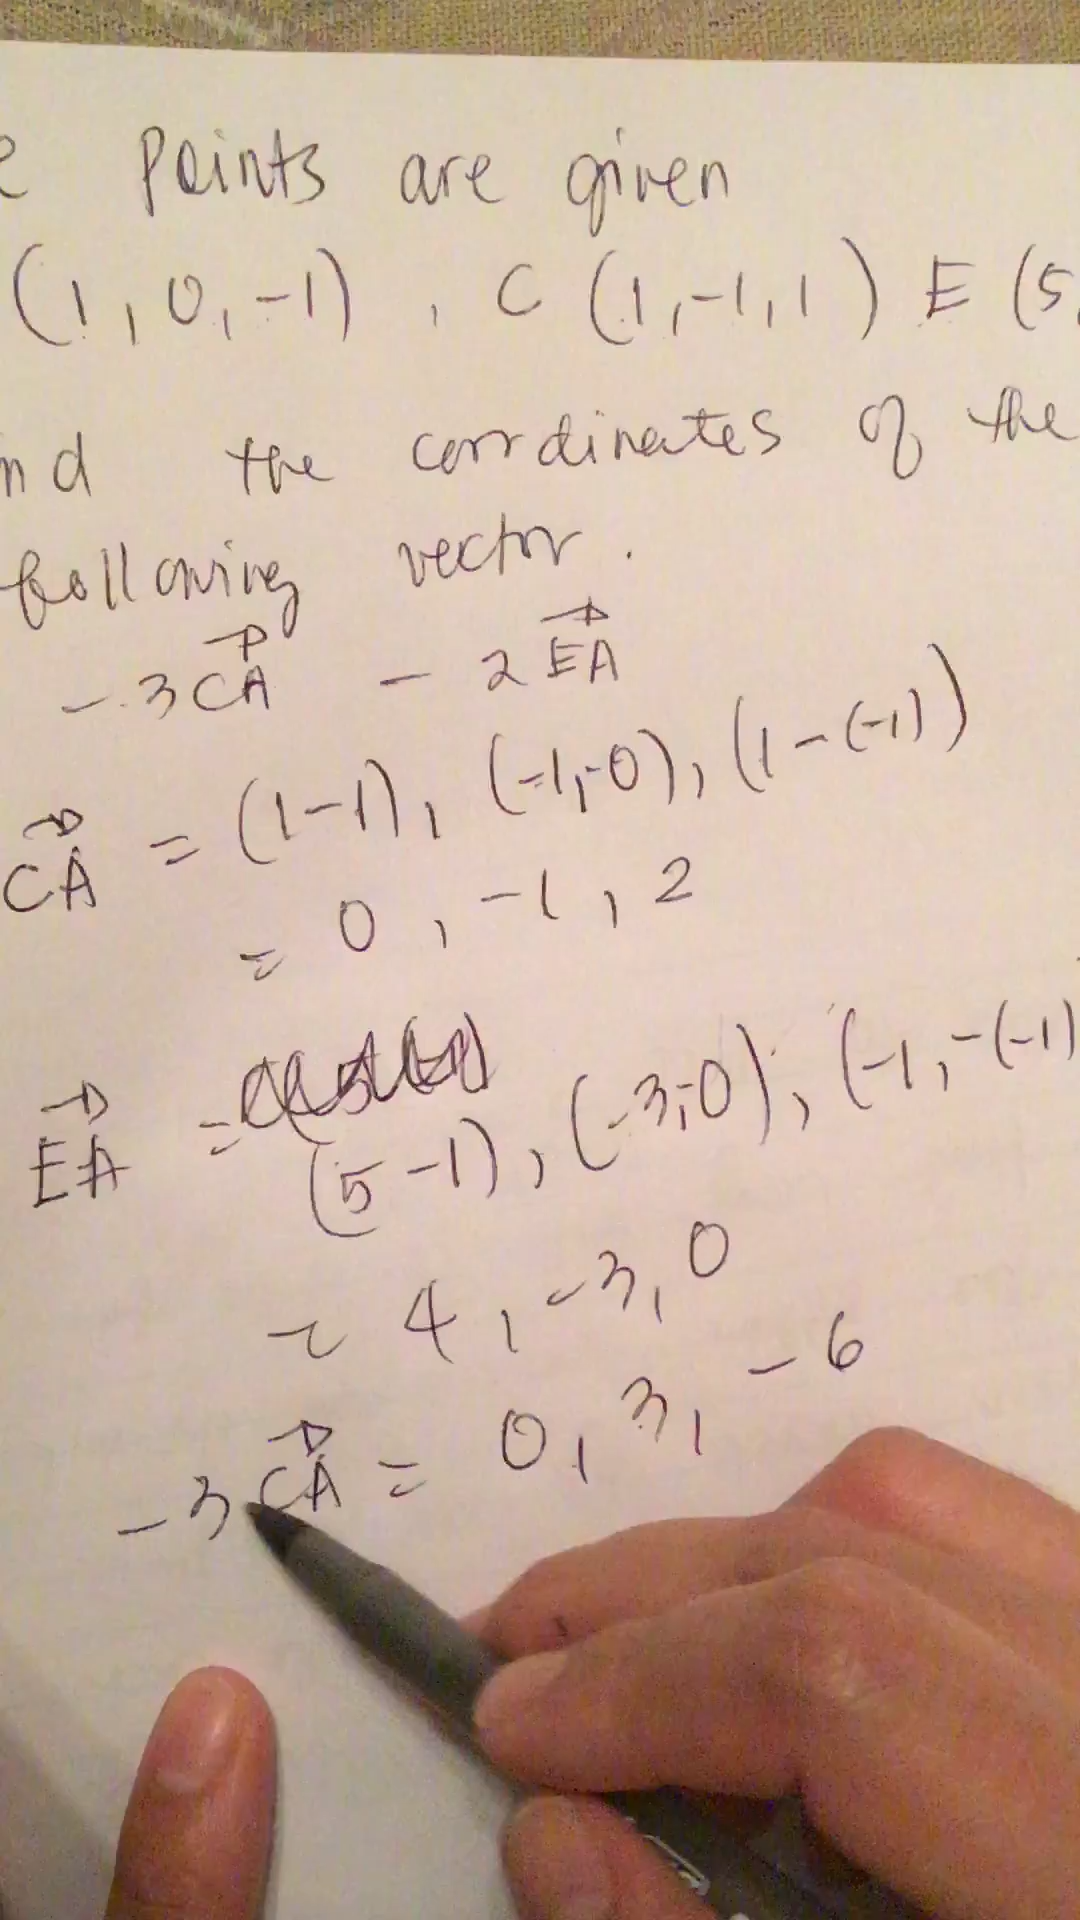 Points are given
(1, 0, -1), C (1, -1, 1) E (5,
the coordinates of the
following vector.
-3CA - 2EA
CA = (1-1), (-1,-0), (1-(-1))
= 0, -1, 2
EA =
(5-1), (-3,-0), (-1,-(-1)
= 4, -3, 0
-3CA = 0, 3, -6